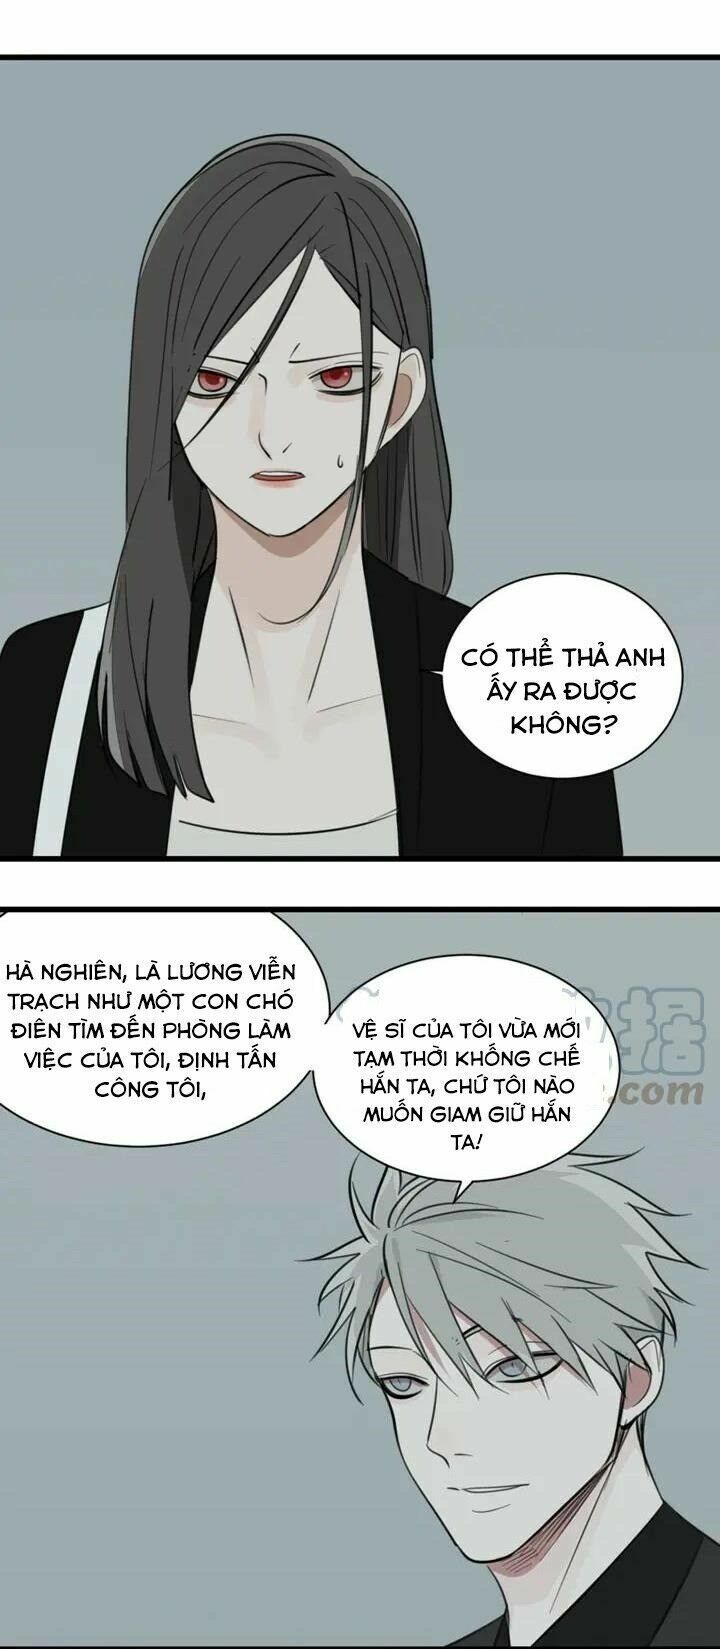 CÓ THỂ THẢ ANH
ẤY RA ĐƯỢC
KHÔNG?
HÀ NGHIÊN, LÀ LƯƠNG VIỄN
TRẠCH NHƯ MỘT CON CHÓ
ĐIÊN TÌM ĐẾN PHÒNG LÀM
VIỆC CỦA TÔI, ĐỊNH TẤN
CÔNG TÔI,
VỆ SĨ CỦA TÔI VỪA MỚI
TẠM THỜI KHỐNG CHẾ
HẮN TA, CHỨ TÔI NÀO
MUỐN GIAM GIỮ HẮN
TA!
.com